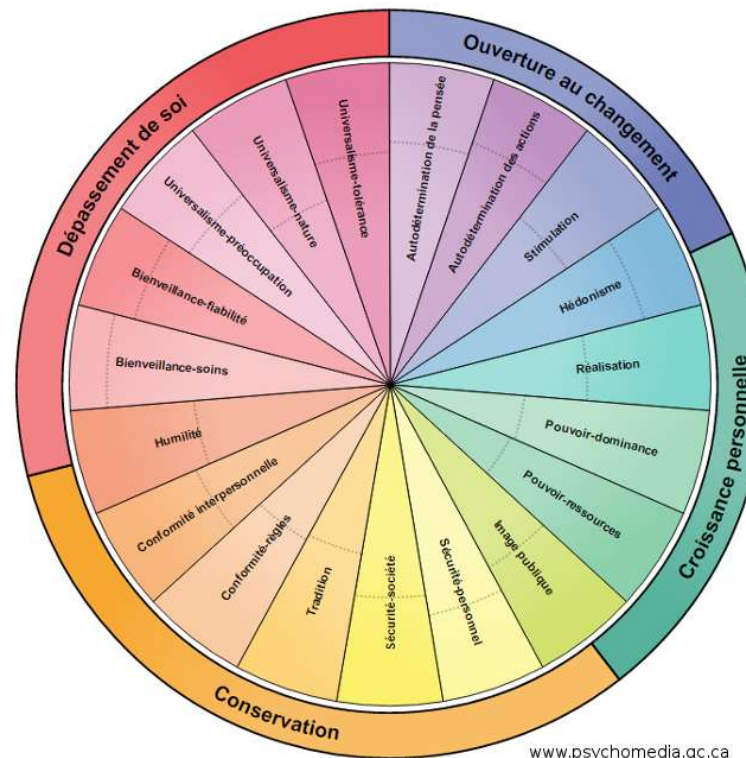 Ouverture au changement
Croissance personnelle
Conservation
Dépassement de soi
Autodétermination de la pensée
Autodétermination des actions
Stimulation
Hédonisme
Réalisation
Pouvoir-dominance
Pouvoir-ressources
Image publique
Sécurité-personnel
Sécurité-société
Tradition
Conformité-règles
Conformité interpersonnelle
Humilité
Bienveillance-soins
Bienveillance-fiabilité
Universalisme-préoccupation
Universalisme-nature
Universalisme-tolérance
www.psychomedia.qc.ca